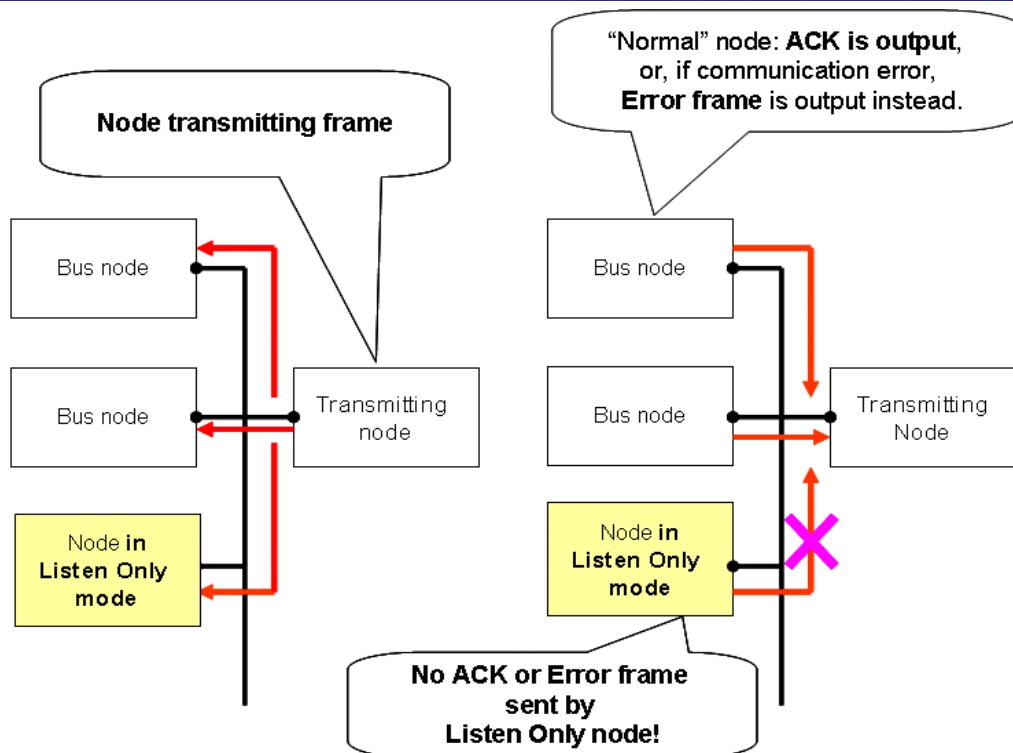 Node transmitting frame
Bus node
Bus node
Transmitting
node
Node in
Listen Only
mode
“Normal” node: ACK is output,
or, if communication error,
Error frame is output instead.
Bus node
Bus node
Transmitting
Node
Node in
Listen Only
mode
No ACK or Error frame
sent by
Listen Only node!